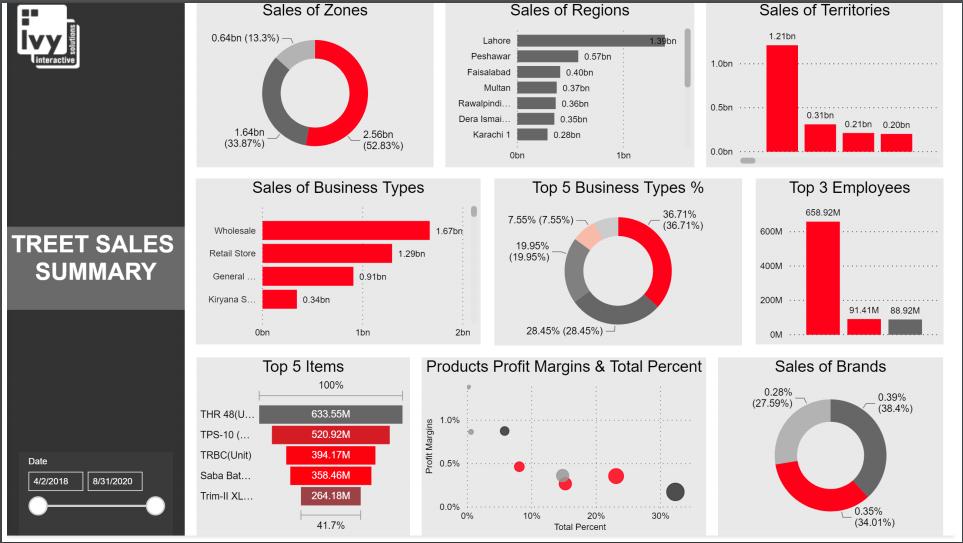 ivy
interactive
solutions
TREET SALES
SUMMARY
Date
4/2/2018
8/31/2020
Sales of Zones
0.64bn (13.3%)
1.64bn
(33.87%)
2.56bn
(52.83%)
Sales of Regions
Lahore 1.39bn
Peshawar 0.57bn
Faisalabad 0.40bn
Multan 0.37bn
Rawalpindi… 0.36bn
Dera Ismai… 0.35bn
Karachi 1 0.28bn
0bn 1bn
Sales of Territories
1.21bn
1.0bn
0.31bn 0.21bn 0.20bn
0.5bn
0.0bn
Sales of Business Types
Wholesale 1.67bn
Retail Store 1.29bn
General … 0.91bn
Kiryana S… 0.34bn
0bn 1bn 2bn
Top 5 Business Types %
7.55% (7.55%)
36.71%
(36.71%)
19.95%
(19.95%)
28.45% (28.45%)
Top 3 Employees
658.92M
600M
400M
200M
91.41M 88.92M
0M
Top 5 Items
100%
THR 48(U… 633.55M
TPS-10 (… 520.92M
TRBC(Unit) 394.17M
Saba Bat… 358.46M
Trim-II XL… 264.18M
41.7%
Products Profit Margins & Total Percent
Profit Margins
1.0%
0.5%
0.0%
0% 10% 20% 30%
Total Percent
Sales of Brands
0.28%
(27.59%)
0.39%
(38.4%)
0.35%
(34.01%)